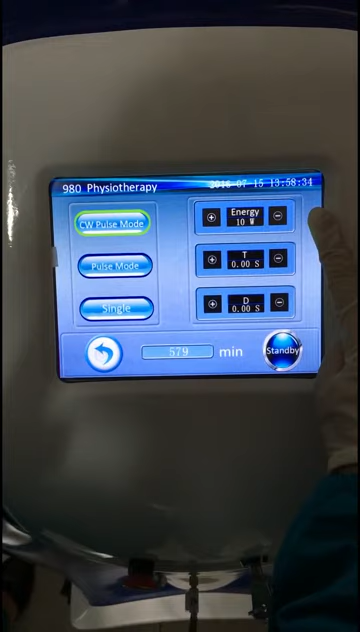 980 Physiotherapy 2016-07-15 13:58:34
CW Pulse Mode
Energy
10 W
Pulse Mode
T
0.00 S
Single
D
0.00 S
579 min
Standby